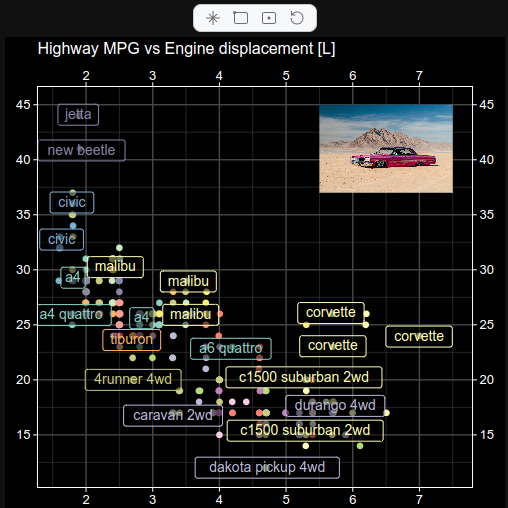 Highway MPG vs Engine displacement [L]
2 3 4 5 6 7
45 jetta 45
40 new beetle 40
35 civic 35
civic
30 a4 malibu malibu 30
a4 quattro a4 malibu corvette
25 25
tiburon a6 quattro corvette corvette
20 4runner 4wd c1500 suburban 2wd 20
caravan 2wd durango 4wd
15 c1500 suburban 2wd 15
dakota pickup 4wd
2 3 4 5 6 7